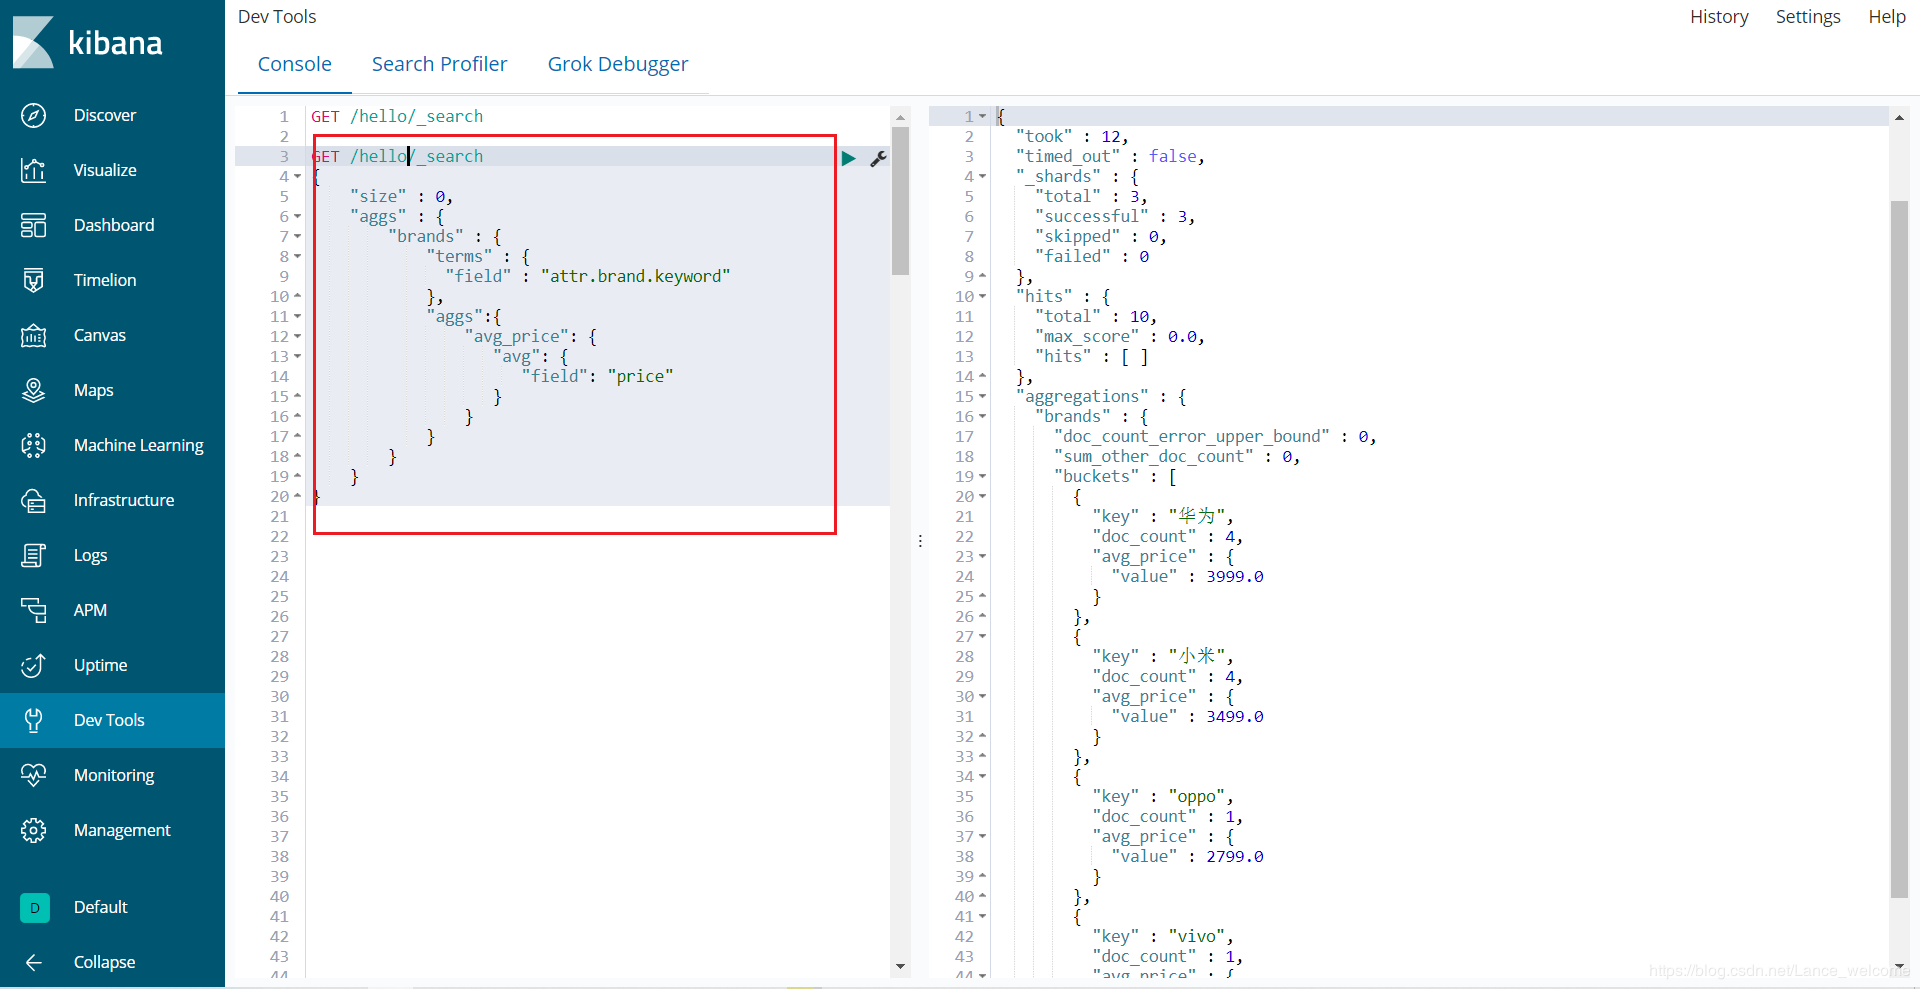 kibana
Discover
Visualize
Dashboard
Timelion
Canvas
Maps
Machine Learning
Infrastructure
Logs
APM
Uptime
Dev Tools
Monitoring
Management
D Default
Collapse
Dev Tools
History Settings Help
Console Search Profiler Grok Debugger
1 GET /hello/_search
2
3 GET /hello/_search
4 {
5 "size" : 0,
6 "aggs" : {
7 "brands" : {
8 "terms" : {
9 "field" : "attr.brand.keyword"
10 },
11 "aggs":{
12 "avg_price": {
13 "avg": {
14 "field": "price"
15 }
16 }
17 }
18 }
19 }
20 }
21
22
23
24
25
26
27
28
29
30
31
32
33
34
35
36
37
38
39
40
41
42
43
44
1 {
2 "took" : 12,
3 "timed_out" : false,
4 "_shards" : {
5 "total" : 3,
6 "successful" : 3,
7 "skipped" : 0,
8 "failed" : 0
9 },
10 "hits" : {
11 "total" : 10,
12 "max_score" : 0.0,
13 "hits" : [ ]
14 },
15 "aggregations" : {
16 "brands" : {
17 "doc_count_error_upper_bound" : 0,
18 "sum_other_doc_count" : 0,
19 "buckets" : [
20 {
21 "key" : "华为",
22 "doc_count" : 4,
23 "avg_price" : {
24 "value" : 3999.0
25 }
26 },
27 {
28 "key" : "小米",
29 "doc_count" : 4,
30 "avg_price" : {
31 "value" : 3499.0
32 }
33 },
34 {
35 "key" : "oppo",
36 "doc_count" : 1,
37 "avg_price" : {
38 "value" : 2799.0
39 }
40 },
41 {
42 "key" : "vivo",
43 "doc_count" : 1,
44 "avg_price" : {
https://blog.csdn.net/Lance_welcome